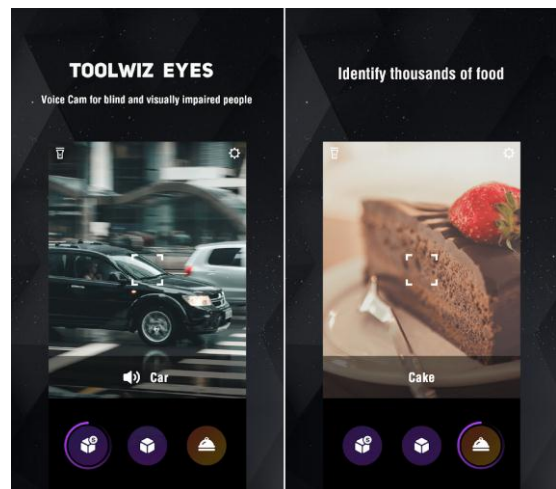 TOOLWIZ EYES
Voice Cam for blind and visually impaired people
Car
Identify thousands of food
Cake